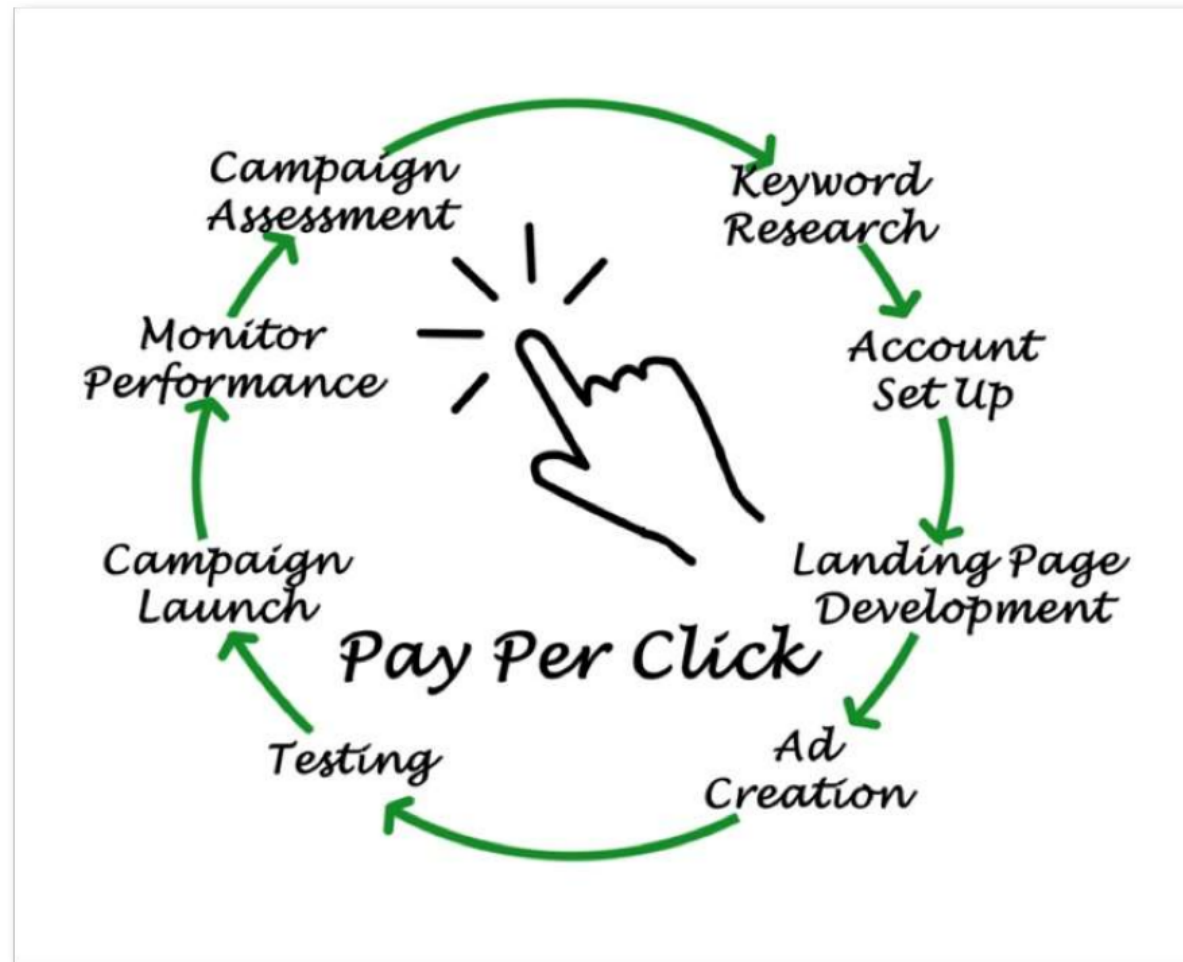 Campaign
Assessment
Keyword
Research
Account
Set Up
Landing Page
Development
Ad
Creation
Testing
Campaign
Launch
Monitor
Performance
Pay Per Click